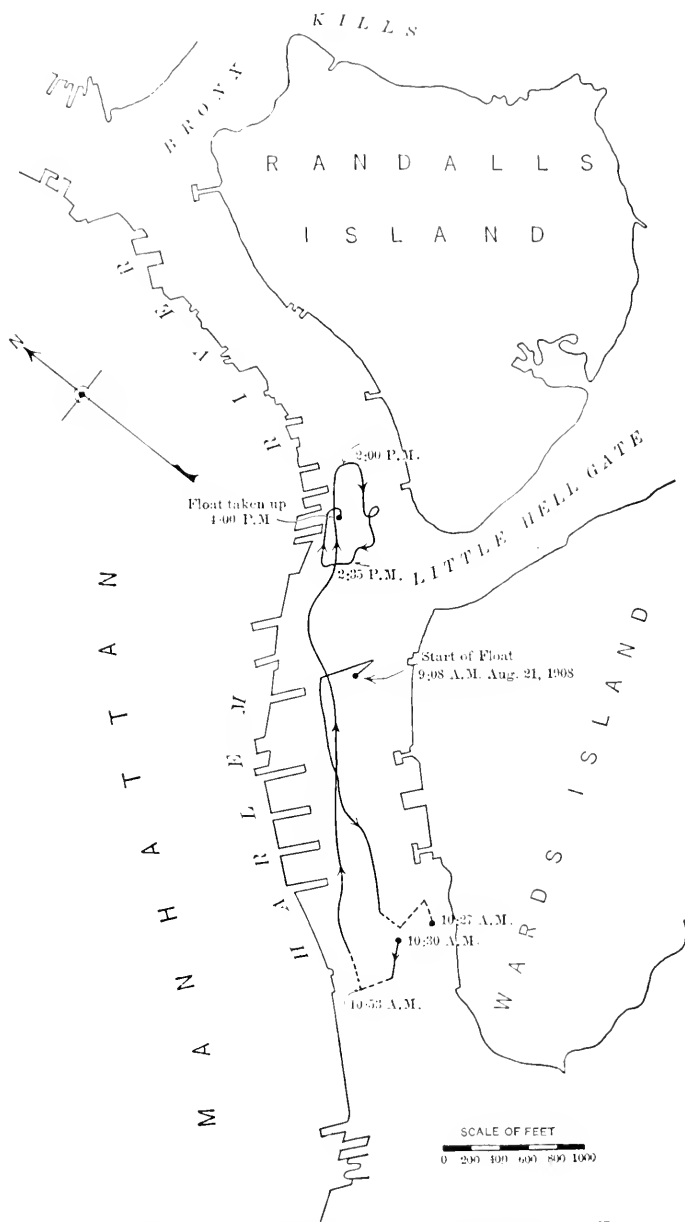 BRONX KILLS
RANDALLS
ISLAND
HARLEM RIVER
N
2:00 P.M.
Float taken up
4:00 P.M
2:35 P.M.
LITTLE HELL GATE
Start of Float
9:08 A.M. Aug. 21, 1908
MANHATTAN
WARDS ISLAND
10:27 A.M.
10:30 A.M.
10:53 A.M.
SCALE OF FEET
0 200 400 600 800 1000